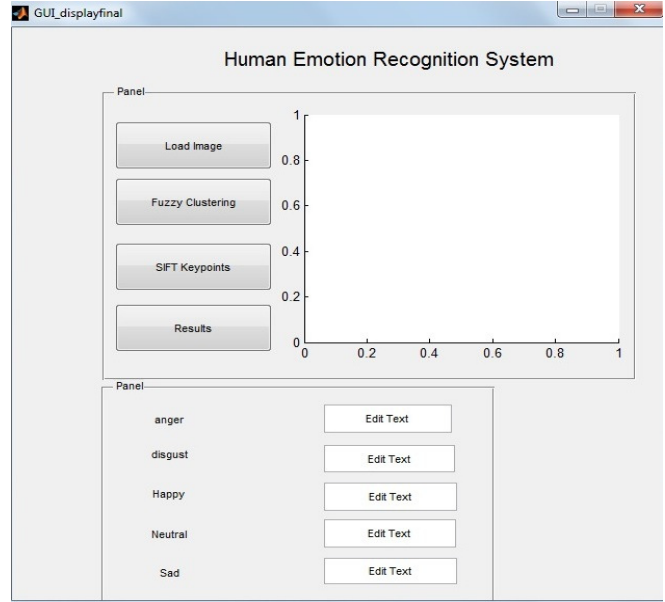 GUI_displayfinal
Human Emotion Recognition System
Panel
Load Image
Fuzzy Clustering
SIFT Keypoints
Results
1
0.8
0.6
0.4
0.2
0
0 0.2 0.4 0.6 0.8 1
Panel
anger Edit Text
disgust Edit Text
Happy Edit Text
Neutral Edit Text
Sad Edit Text